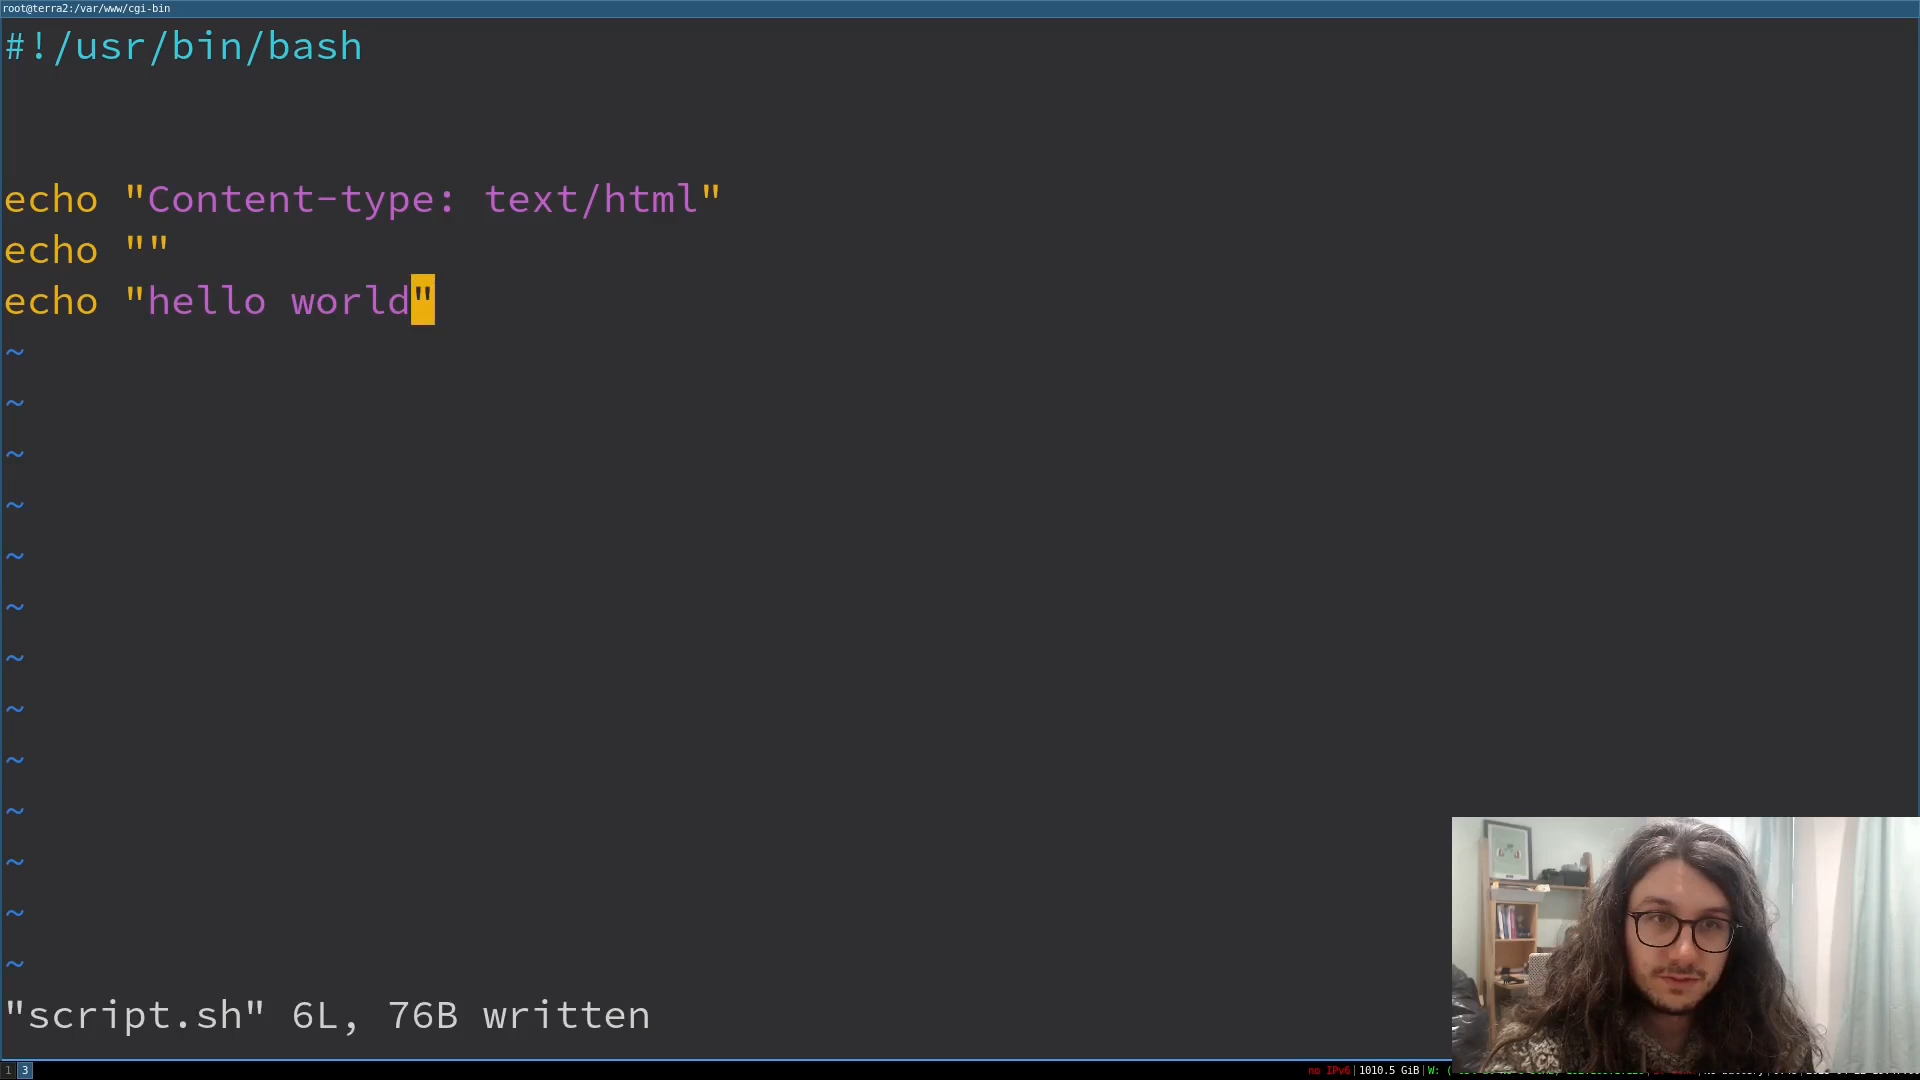 root@terra2:/var/www/cgi-bin
#!/usr/bin/bash
echo "Content-type: text/html"
echo ""
echo "hello world"
~
~
~
~
~
~
~
~
~
~
~
~
~
"script.sh" 6L, 76B written
1 3
no IPv6|1010.5 GiB|W: (